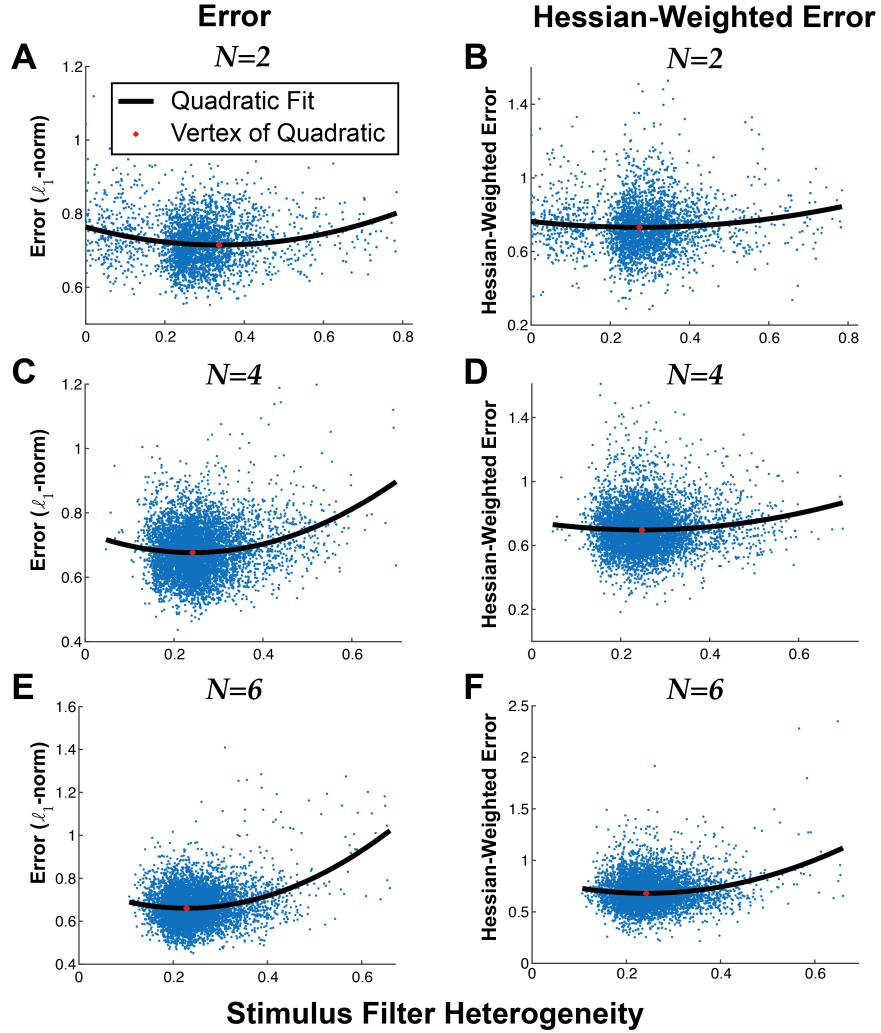 Error
Hessian-Weighted Error
A
N=2
Error (ℓ₁-norm)
1.2
1
0.8
0.6
Quadratic Fit
Vertex of Quadratic
0
0.2
0.4
0.6
0.8
B
N=2
Hessian-Weighted Error
1.4
1
0.6
0.2
0
0.2
0.4
0.6
0.8
C
N=4
Error (ℓ₁-norm)
1.2
1
0.8
0.6
0.4
0
0.2
0.4
0.6
D
N=4
Hessian-Weighted Error
1.4
1
0.6
0.2
0
0.2
0.4
0.6
E
N=6
Error (ℓ₁-norm)
1.6
1.4
1.2
1
0.8
0.6
0.4
0
0.2
0.4
0.6
F
N=6
Hessian-Weighted Error
2.5
2
1.5
1
0.5
0
0
0.2
0.4
0.6
Stimulus Filter Heterogeneity